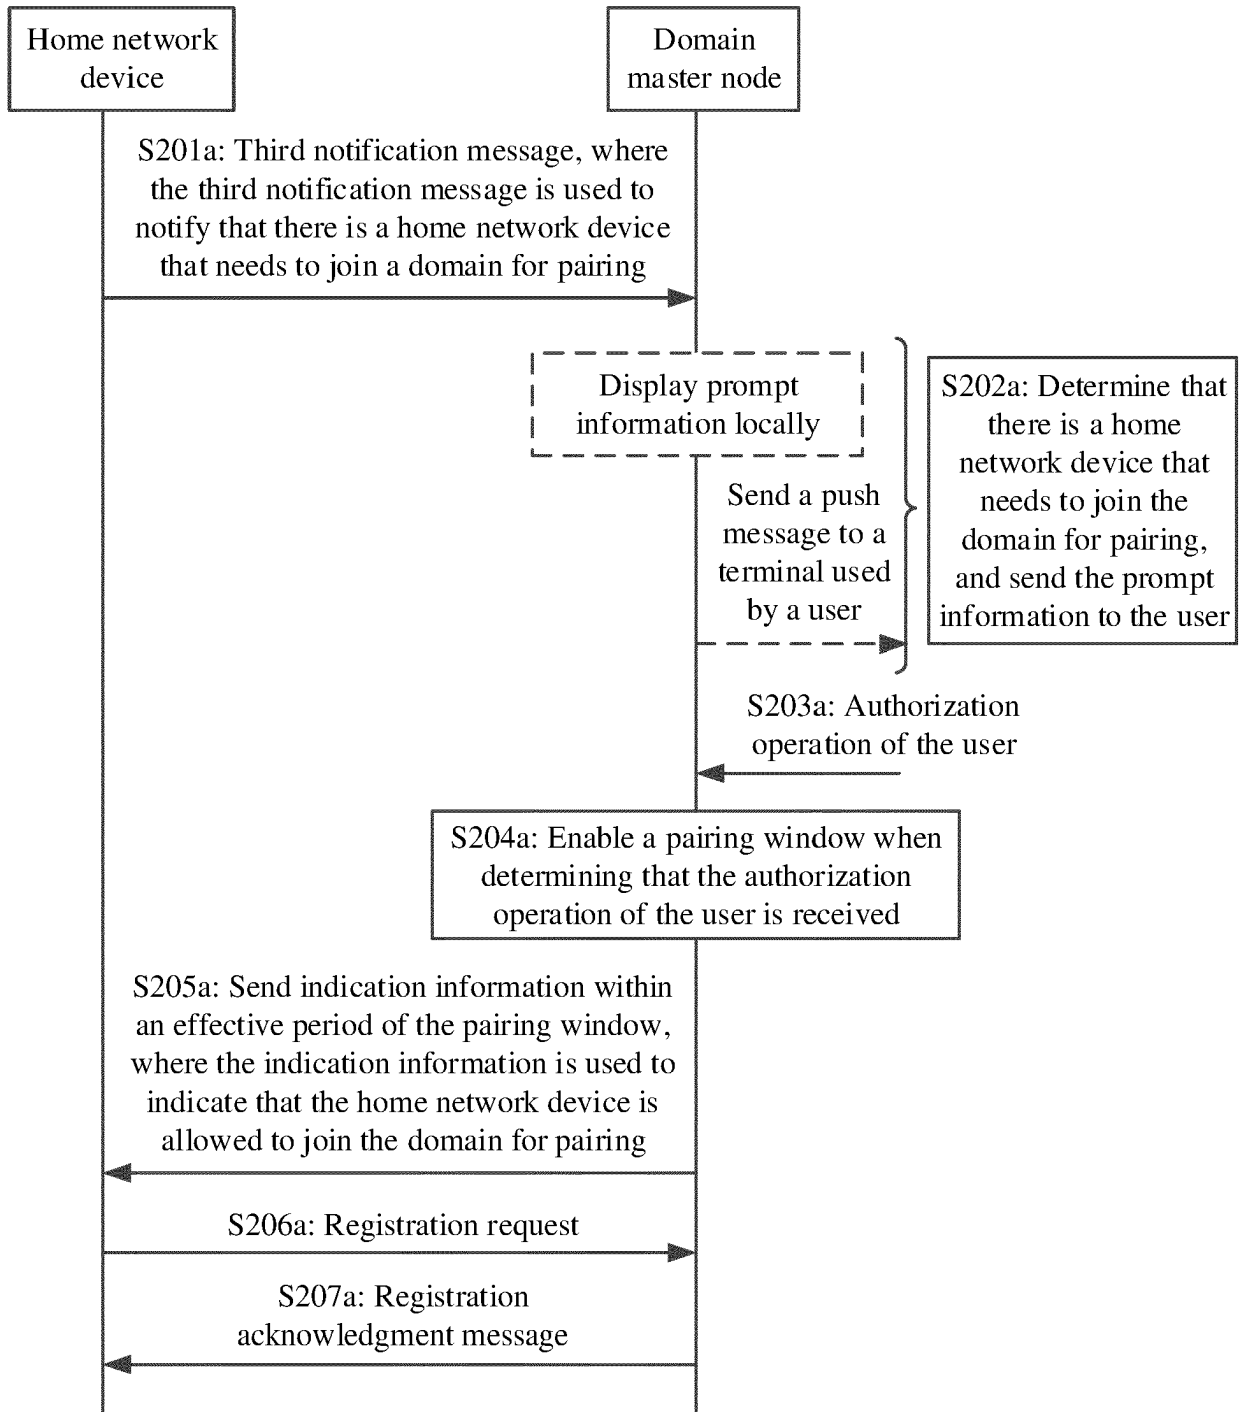 Home network
device
Domain
master node
S201a: Third notification message, where
the third notification message is used to
notify that there is a home network device
that needs to join a domain for pairing
Display prompt
information locally
Send a push
message to a
terminal used
by a user
S202a: Determine that
there is a home
network device that
needs to join the
domain for pairing,
and send the prompt
information to the user
S203a: Authorization
operation of the user
S204a: Enable a pairing window when
determining that the authorization
operation of the user is received
S205a: Send indication information within
an effective period of the pairing window,
where the indication information is used to
indicate that the home network device is
allowed to join the domain for pairing
S206a: Registration request
S207a: Registration
acknowledgment message